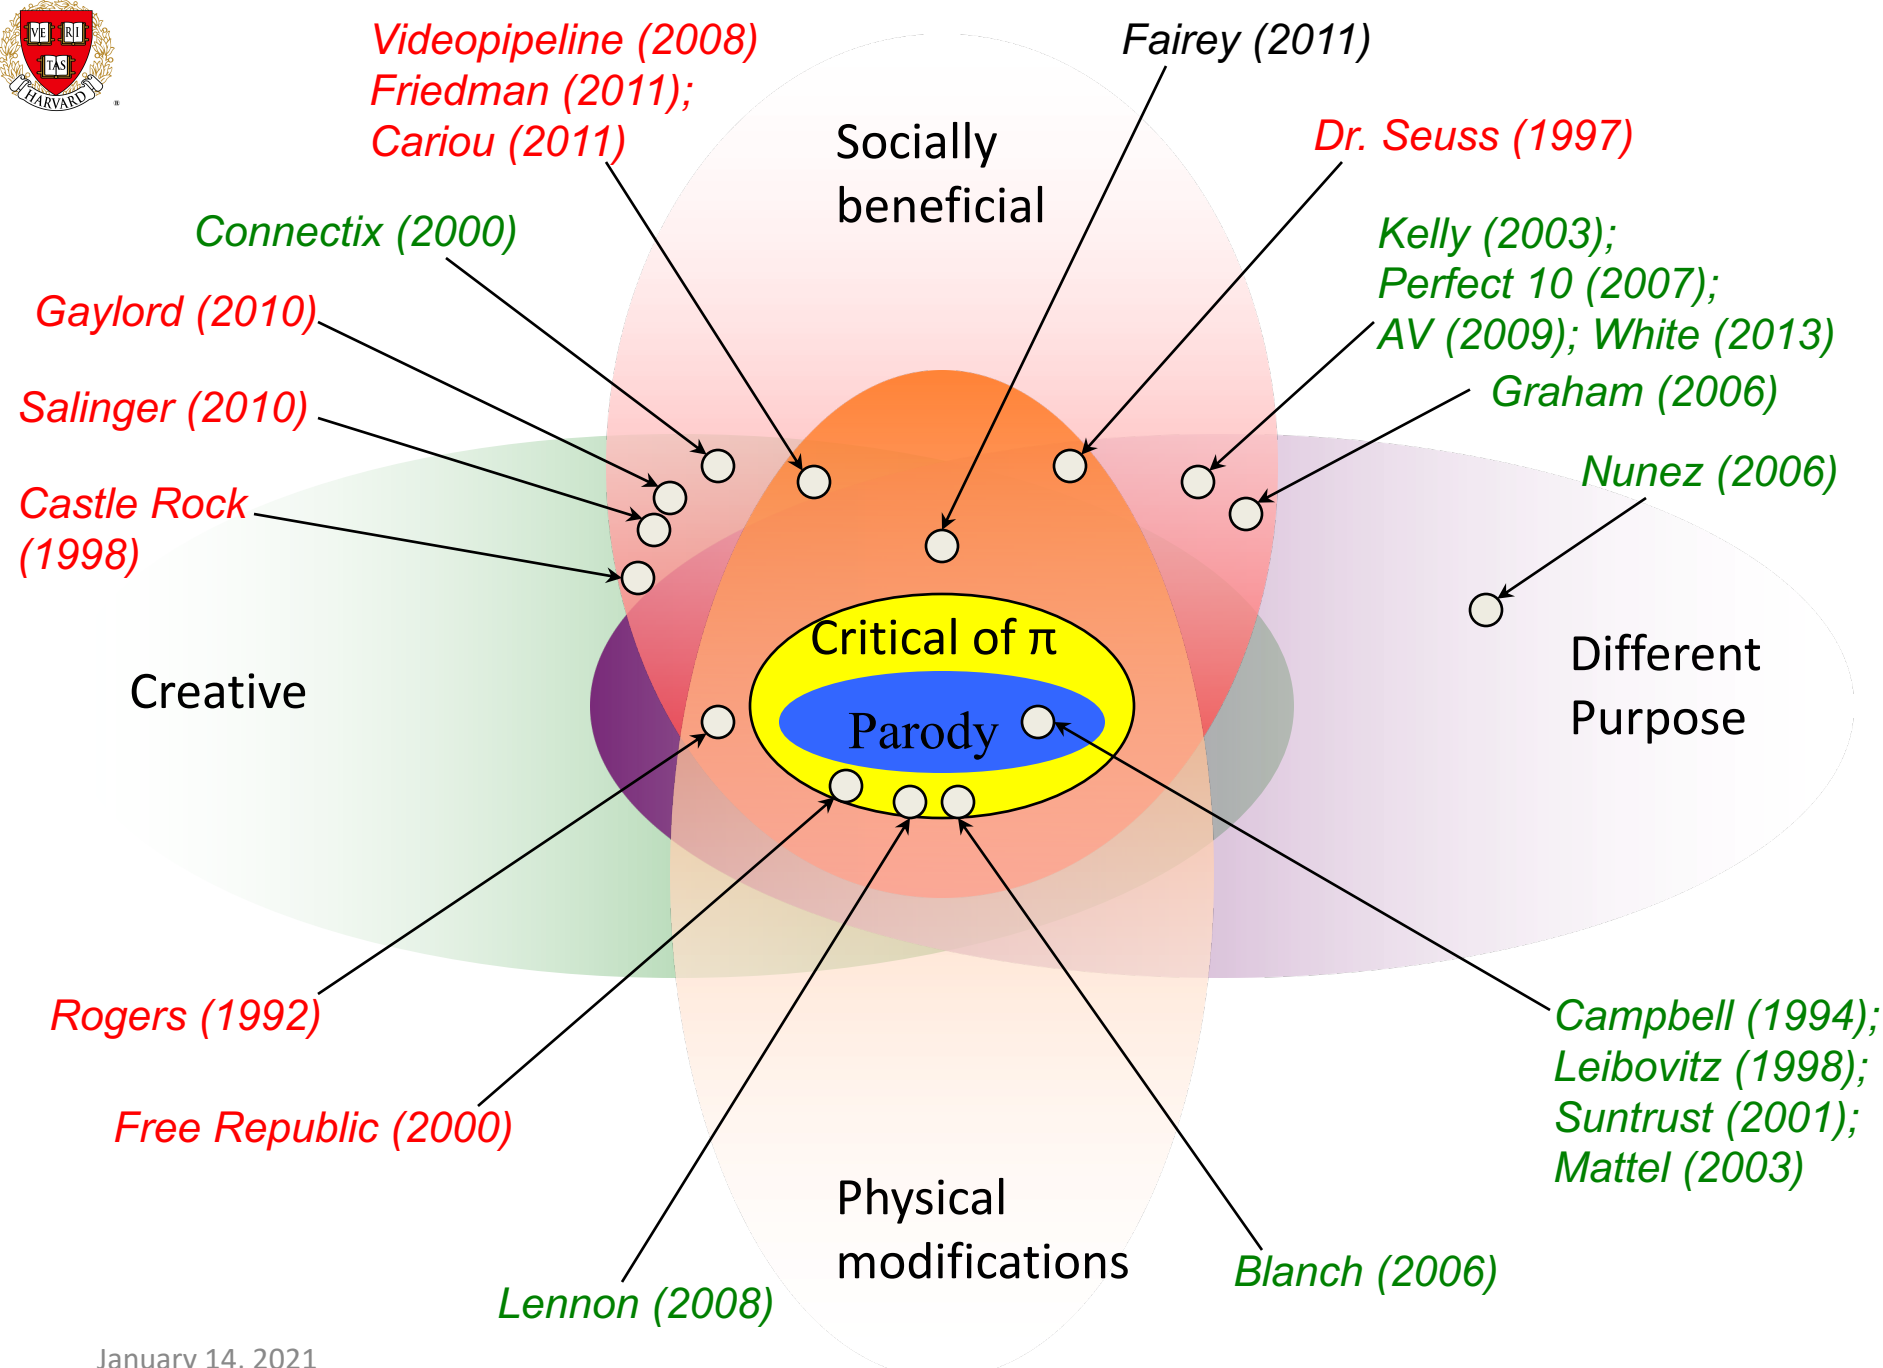 VE RI
TAS
HARVARD
®
Videopipeline (2008)
Friedman (2011);
Cariou (2011)
Fairey (2011)
Socially
beneficial
Dr. Seuss (1997)
Connectix (2000)
Kelly (2003);
Perfect 10 (2007);
AV (2009); White (2013)
Gaylord (2010)
Graham (2006)
Salinger (2010)
Nunez (2006)
Castle Rock
(1998)
Critical of π
Different
Purpose
Creative
Parody
Rogers (1992)
Campbell (1994);
Leibovitz (1998);
Suntrust (2001);
Mattel (2003)
Free Republic (2000)
Physical
modifications
Blanch (2006)
Lennon (2008)
January 14, 2021